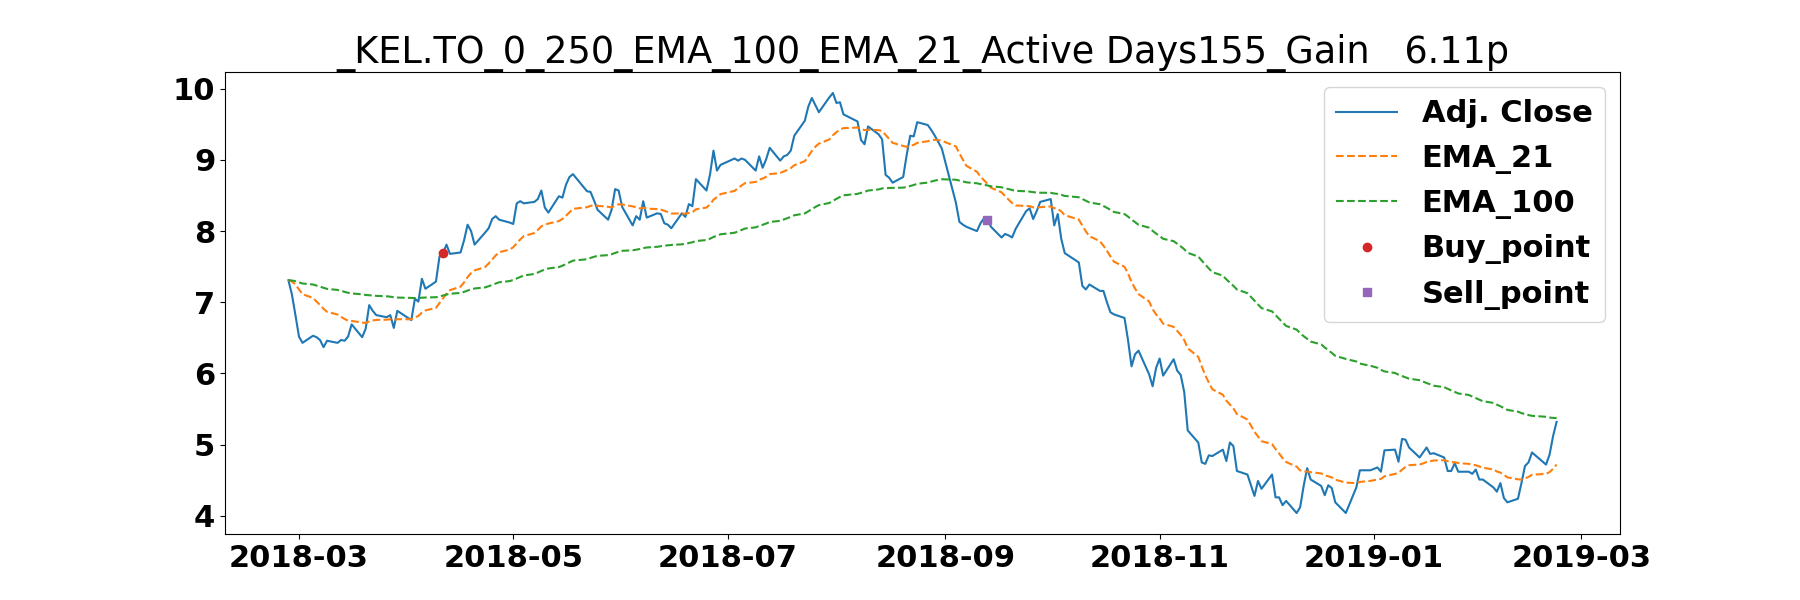 _KEL.TO_0_250_EMA_100_EMA_21_Active Days155_Gain   6.11p
10
9
8
7
6
5
4
Adj. Close
EMA_21
EMA_100
Buy_point
Sell_point
2018-03 2018-05 2018-07 2018-09 2018-11 2019-01 2019-03